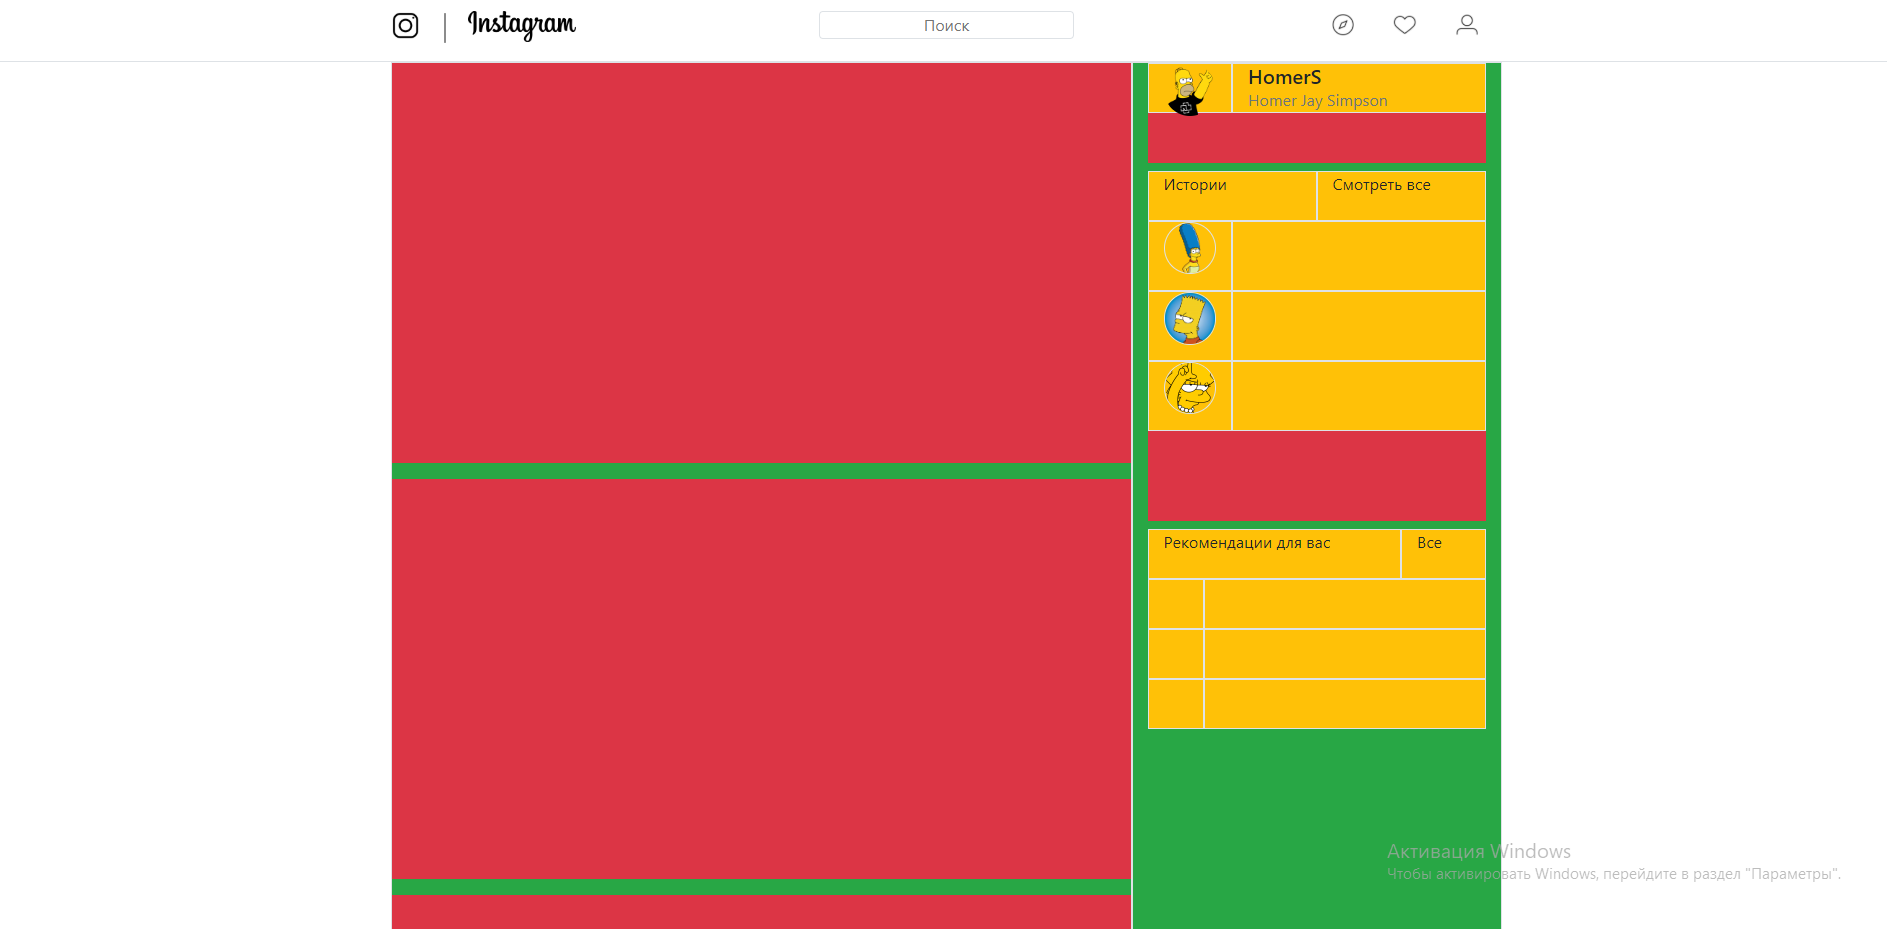 Instagram
Поиск
HomerS
Homer Jay Simpson
Истории
Смотреть все
Рекомендации для вас
Все
Активация Windows
Чтобы активировать Windows, перейдите в раздел "Параметры".